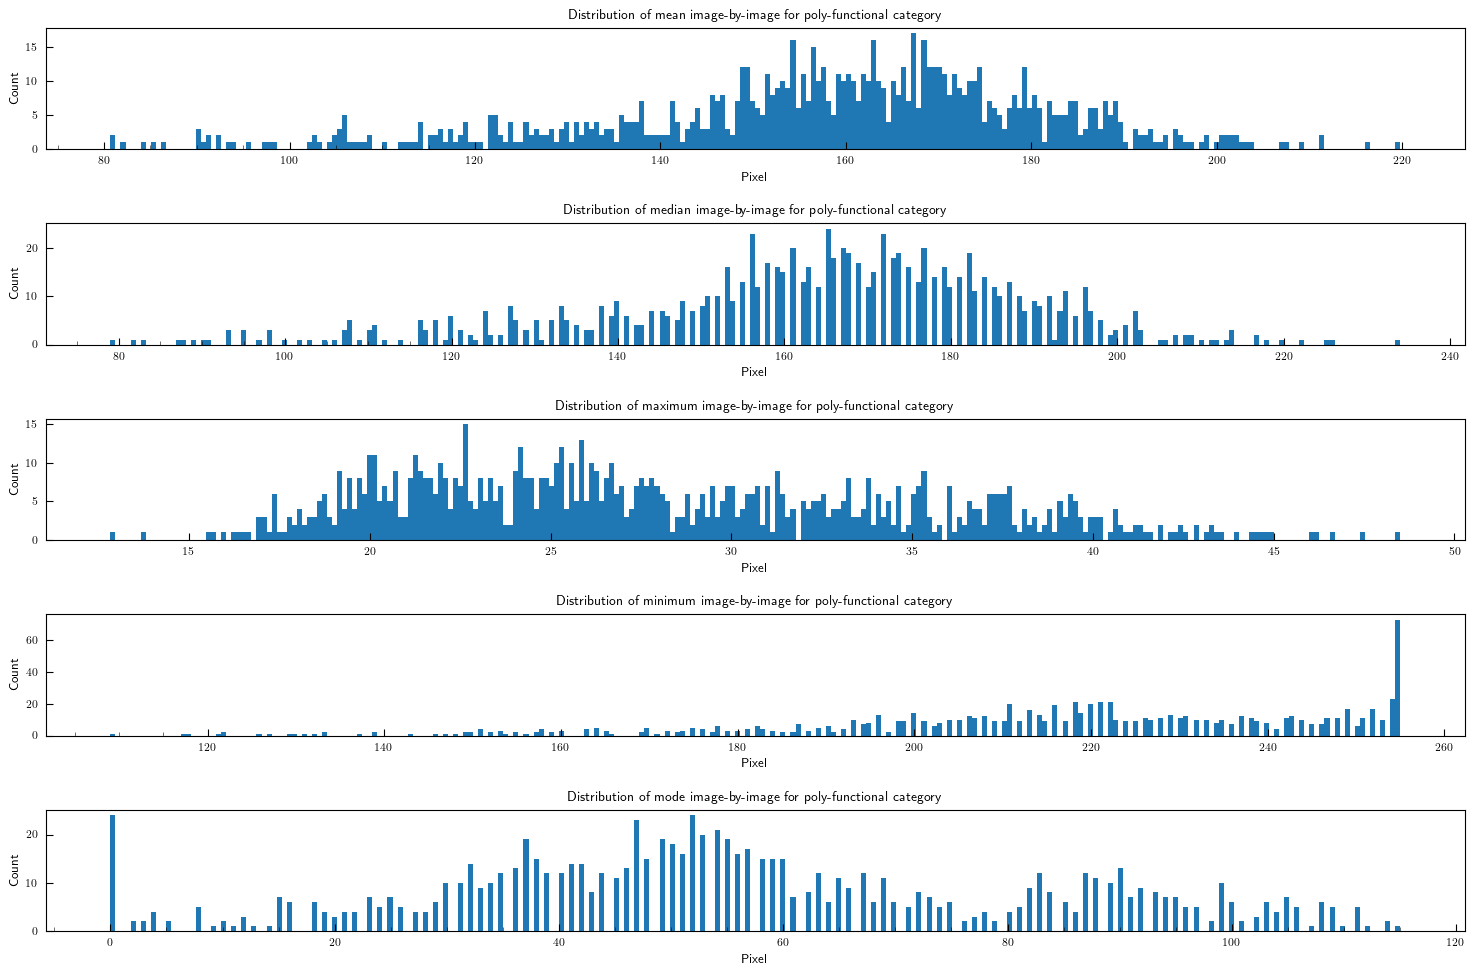 Distribution of mean image-by-image for poly-functional category
15
10
5
0
Count
80 100 120 140 160 180 200 220
Pixel
Distribution of median image-by-image for poly-functional category
20
10
0
Count
80 100 120 140 160 180 200 220 240
Pixel
Distribution of maximum image-by-image for poly-functional category
15
10
5
0
Count
15 20 25 30 35 40 45 50
Pixel
Distribution of minimum image-by-image for poly-functional category
60
40
20
0
Count
120 140 160 180 200 220 240 260
Pixel
Distribution of mode image-by-image for poly-functional category
20
10
0
Count
0 20 40 60 80 100 120
Pixel